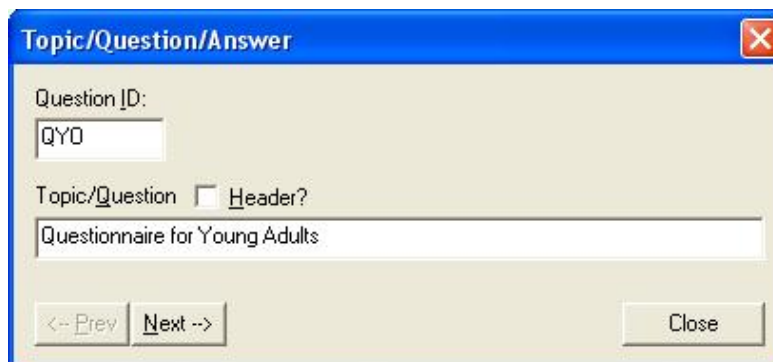 Topic/Question/Answer
Question ID:
QYO
Topic/Question Header?
Questionnaire for Young Adults
<-- Prev Next --> Close